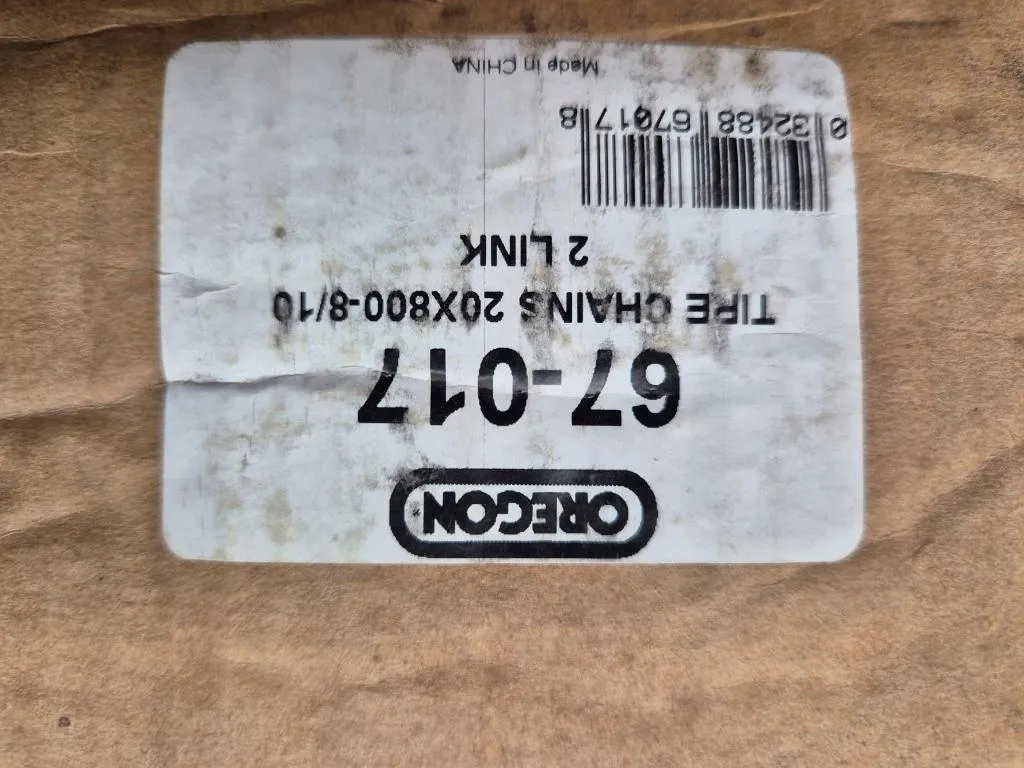 OREGON
67-017
TIRE CHAINS 20X800-8/10
2 LINK
0 32488 67017 8
Made in CHINA